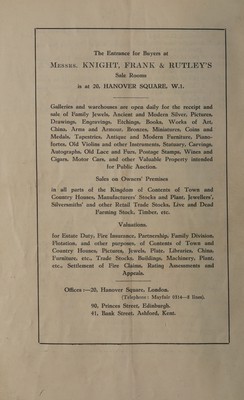 The Entrance for Buyers at
MESSRS. KNIGHT, FRANK & RUTLEY'S
Sale Rooms
is at 20, HANOVER SQUARE, W.1.
Galleries and warehouses are open daily for the receipt and
sale of Family Jewels, Ancient and Modern Silver, Pictures,
Drawings, Engravings, Etchings, Books, Works of Art,
China, Arms and Armour, Bronzes, Miniatures, Coins and
Medals, Tapestries, Antique and Modern Furniture, Piano-
fortes, Old Violins and other Instruments, Statuary, Carvings,
Autographs, Old Lace and Furs, Postage Stamps, Wines and
Cigars, Motor Cars, and other Valuable Property intended
for Public Auction.
Sales on Owners' Premises
in all parts of the Kingdom of Contents of Town and
Country Homes, Manufacturers' Stocks and Plant, Jewellers',
Silversmiths' and other Retail Trade Stocks, Live and Dead
Farming Stock, Timber, etc.
Valuations.
for Estate Duty, Fire Insurance, Partnership, Family Division,
Flotation, and other purposes, of Contents of Town and
Country Homes, Pictures, Jewels, Plate, Libraries, China,
Furniture, etc., Trade Stocks, Buildings, Machinery, Plant,
etc., Settlement of Fire Claims, Rating Assessments and
Appeals.
Offices :—20, Hanover Square, London.
(Telephone: Mayfair lines).
90, Princes Street, Edinburgh.
41, Bank Street, Ashford, Kent.